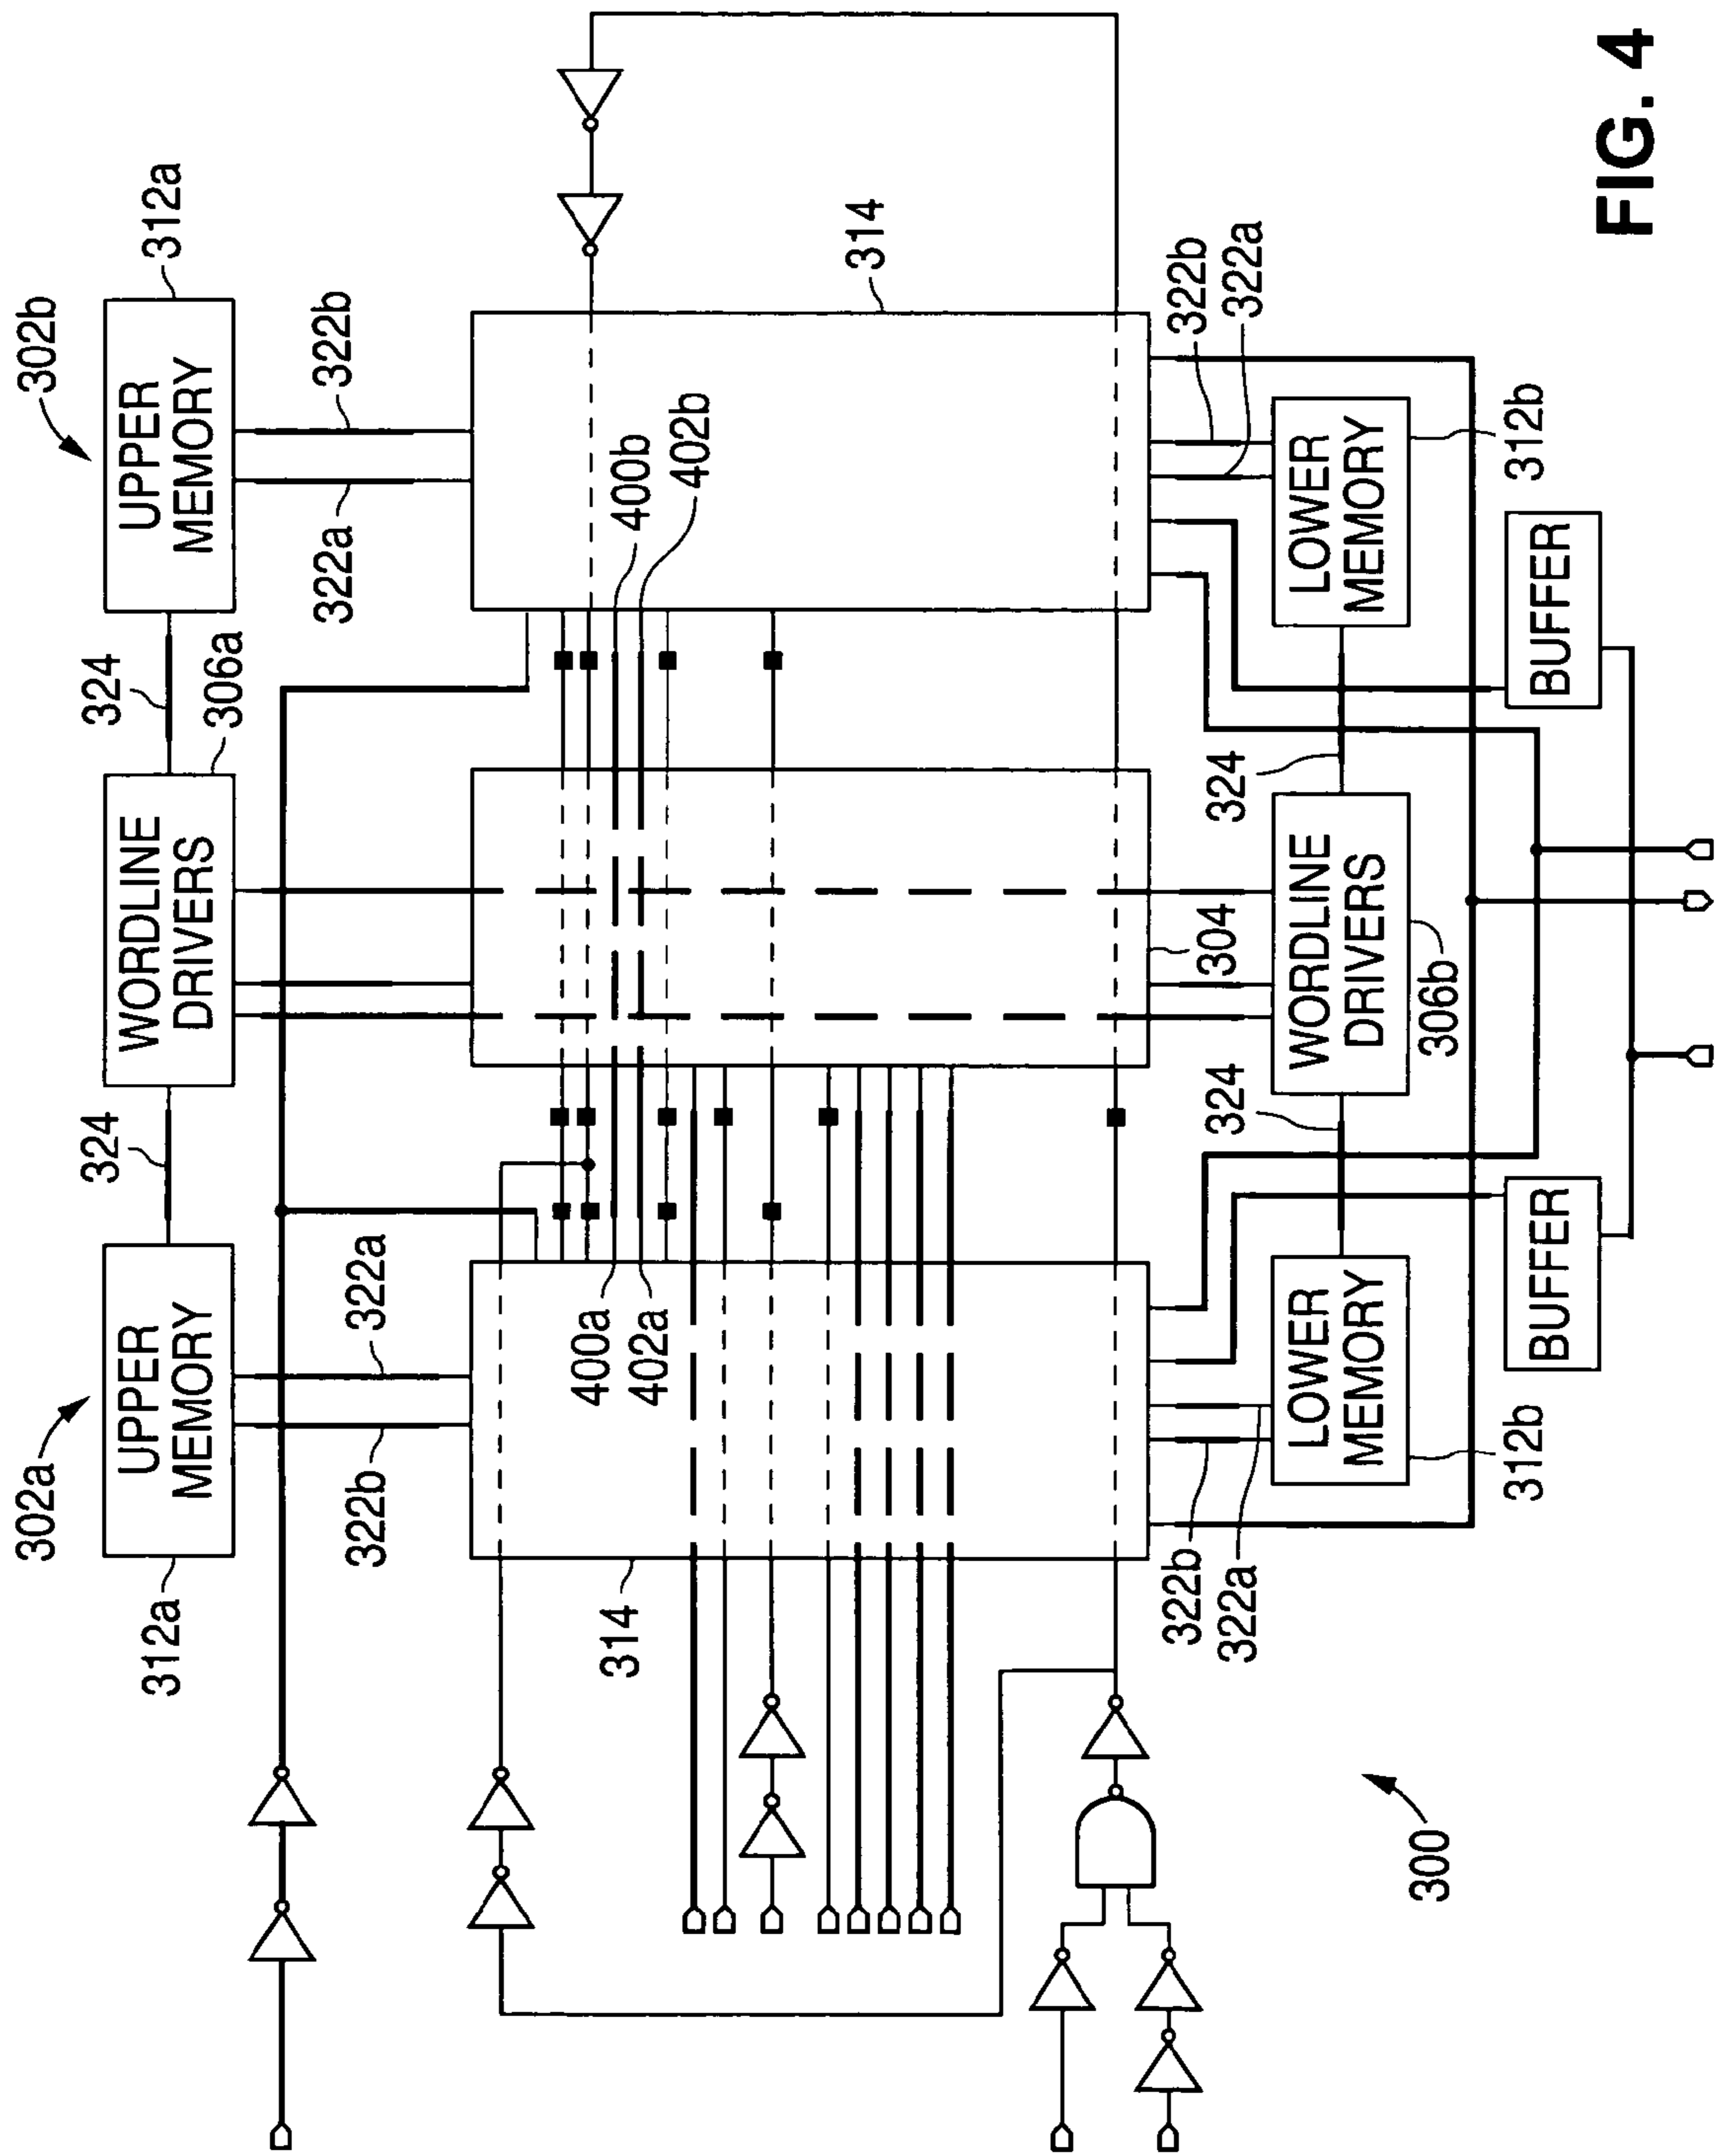 302a
302b
312a
UPPER
MEMORY
324
WORDLINE
DRIVERS
306a
324
UPPER
MEMORY
312a
322b
322a
322a
322b
314
400a
402a
400b
402b
314
304
322b
322a
324
324
322b
322a
LOWER
MEMORY
WORDLINE
DRIVERS
LOWER
MEMORY
312b
306b
312b
BUFFER
BUFFER
300
FIG. 4